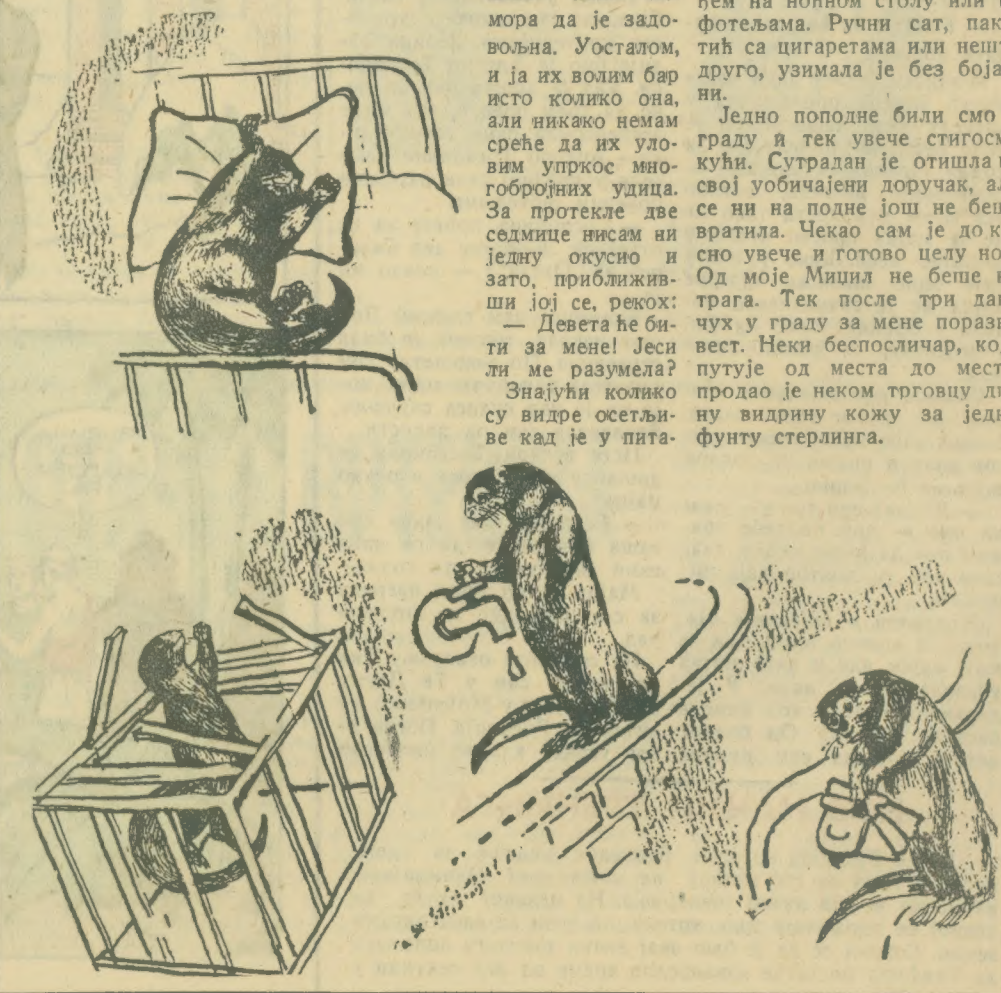 мора да је задо-
вољна. Уосталом,
и ја их волим бар
исто колико она,
али никако немам
среће да их уло-
вим упркос мно-
гобројних удица.
За протекле две
седмице нисам ни
једну окусио и
зато, приближив-
ши јој се, рекох:
— Девета ће би-
ти за мене! Јеси
ли ме разумела?
Знајући колико
су видре осетљи-
ве кад је у пита-
ћем на ноћном столу или
фотељама. Ручни сат, пак
тић са цигаретама или нешт
друго, узимала је без боја
ни.
Једно поподне били смо
граду и тек увече стигосм
кући. Сутрадан је отишла
свој уобичајени доручак, ал
се ни на подне још не беш
вратила. Чекао сам је до к
сно увече и готово целу но
Од моје Мицил не беше
трага. Тек после три дан
чух у граду за мене порази
вест. Неки беспосличар, ко
путује од места до мест
продао је неком трговцу ди
ну видрину кожу за једн
фунту стерлинга.